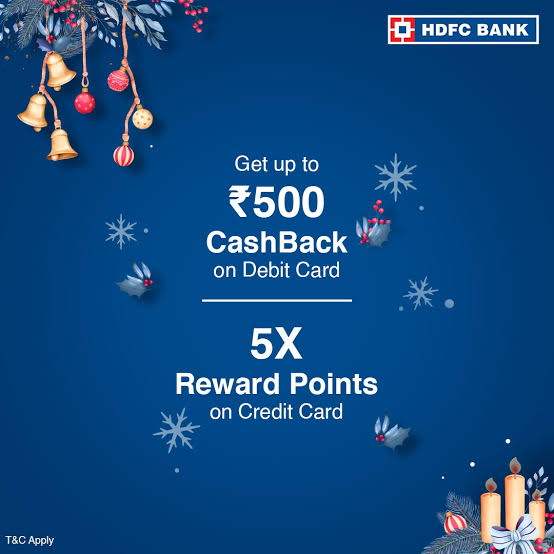 HDFC BANK
Get up to
₹500
CashBack
on Debit Card
5X
Reward Points
on Credit Card
T&C Apply